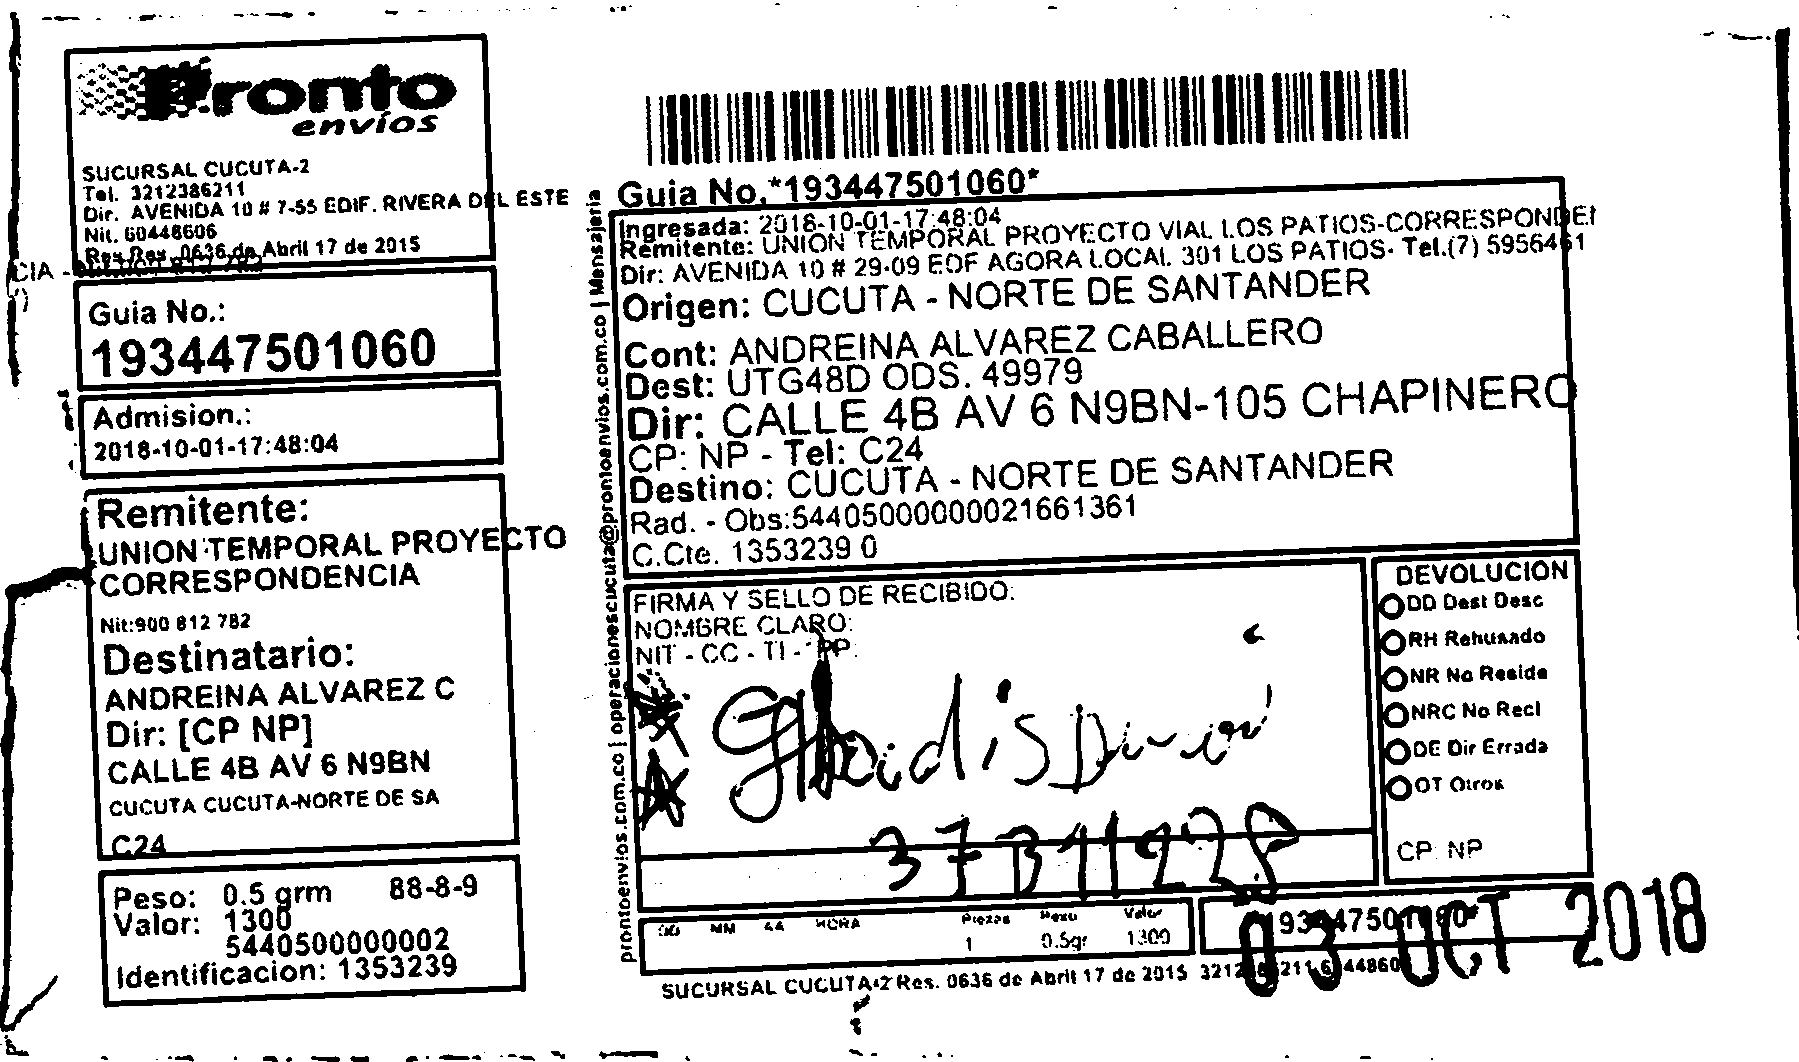 Pronto
envíos
SUCURSAL CUCUTA-2
Tel. 3212386211
Dir. AVENIDA 10 # 7-55 EDIF. RIVERA DEL ESTE
Nit. 60448606
Res. 0636 de Abril 17 de 2015
CIA -
Guia No.:
193447501060
Admision.:
2018-10-01-17:48:04
Remitente:
UNION TEMPORAL PROYECTO
CORRESPONDENCIA
Nit:900 812 782
Destinatario:
ANDREINA ALVAREZ C
Dir: [CP NP]
CALLE 4B AV 6 N9BN
CUCUTA CUCUTA-NORTE DE SA
C24
Peso: 0.5 grm 88-8-9
Valor: 1300
5440500000002
Identificacion: 1353239
prontoenvios.com.co | operacionescucuta@prontoenvios.com.co | Mensajeria
Guia No. *193447501060*
Ingresada: 2018-10-01-17:48:04
Remitente: UNION TEMPORAL PROYECTO VIAL LOS PATIOS-CORRESPONDEN
Dir: AVENIDA 10 # 29-09 EDF AGORA LOCAL 301 LOS PATIOS- Tel.(7) 5956461
Origen: CUCUTA - NORTE DE SANTANDER
Cont: ANDREINA ALVAREZ CABALLERO
Dest: UTG48D ODS. 49979
Dir: CALLE 4B AV 6 N9BN-105 CHAPINERO
CP: NP - Tel: C24
Destino: CUCUTA - NORTE DE SANTANDER
Rad. - Obs:54405000000021661361
C.Cte. 1353239 0
FIRMA Y SELLO DE RECIBIDO:
NOMBRE CLARO:
NIT - CC - TI - PP:
DEVOLUCION
DD Dest Desc
RH Rehusado
NR No Reside
NRC No Recl
DE Dir Errada
OT Otros
CP: NP
DD MM AA HORA Piezas Peso Valor
1 0.5gr 1300
*193447501060*
03 OCT 2018
SUCURSAL CUCUTA-2 Res. 0636 de Abril 17 de 2015 3212386211 6044860